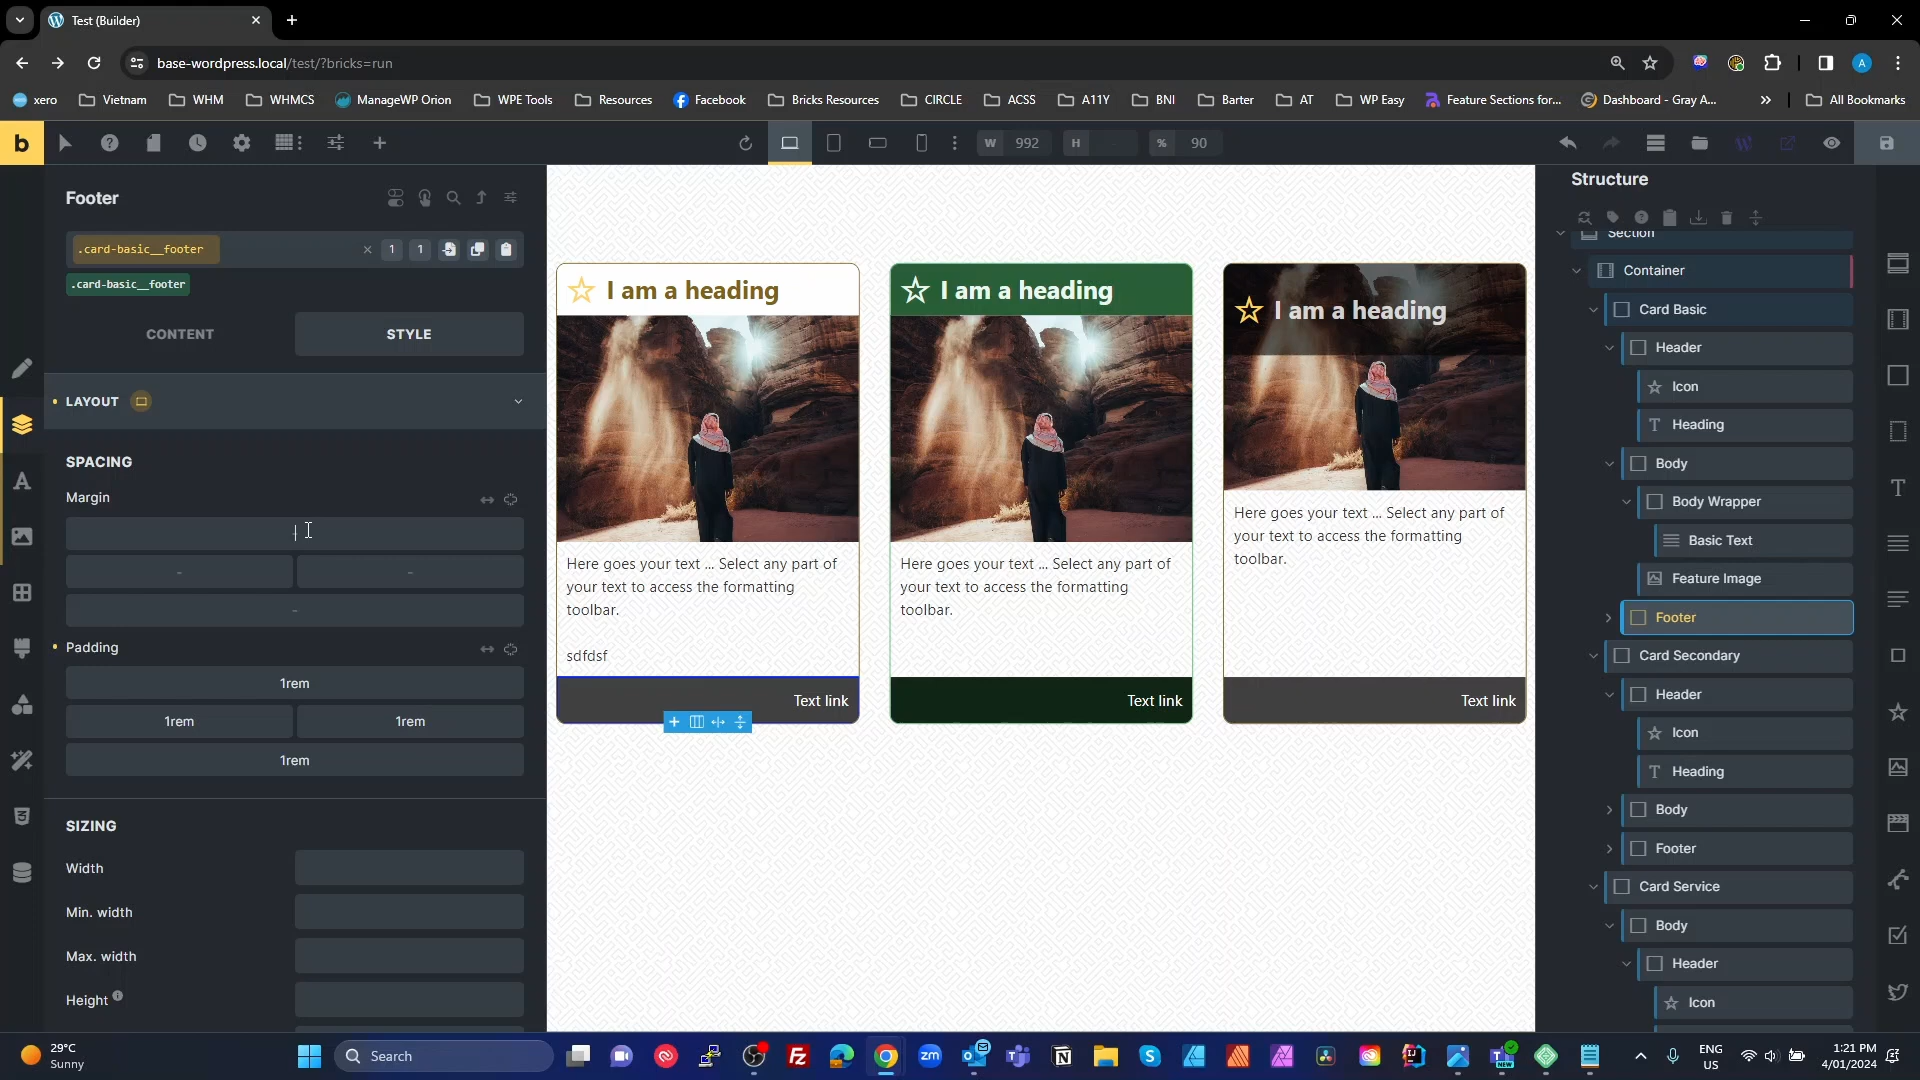 Test (Builder)
base-wordpress.local/test/?bricks=run
xero
Vietnam
WHM
WHMCS
ManageWP Orion
WPE Tools
Resources
Facebook
Bricks Resources
CIRCLE
ACSS
A11Y
BNI
Barter
AT
WP Easy
Feature Sections for...
Dashboard - Gray A...
All Bookmarks
b
W 992
H -
% 90
Footer
.card-basic__footer
1 1
.card-basic__footer
CONTENT
STYLE
LAYOUT
SPACING
Margin
-
- -
-
Padding
1rem
1rem 1rem
1rem
SIZING
Width
Min. width
Max. width
Height
I am a heading
Here goes your text ... Select any part of
your text to access the formatting
toolbar.
sdfdsf
Text link
I am a heading
Here goes your text ... Select any part of
your text to access the formatting
toolbar.
Text link
I am a heading
Here goes your text ... Select any part of
your text to access the formatting
toolbar.
Text link
Structure
Section
Container
Card Basic
Header
Icon
Heading
Body
Body Wrapper
Basic Text
Feature Image
Footer
Card Secondary
Header
Icon
Heading
Body
Footer
Card Service
Body
Header
Icon
29°C
Sunny
Search
ENG
US
1:21 PM
4/01/2024